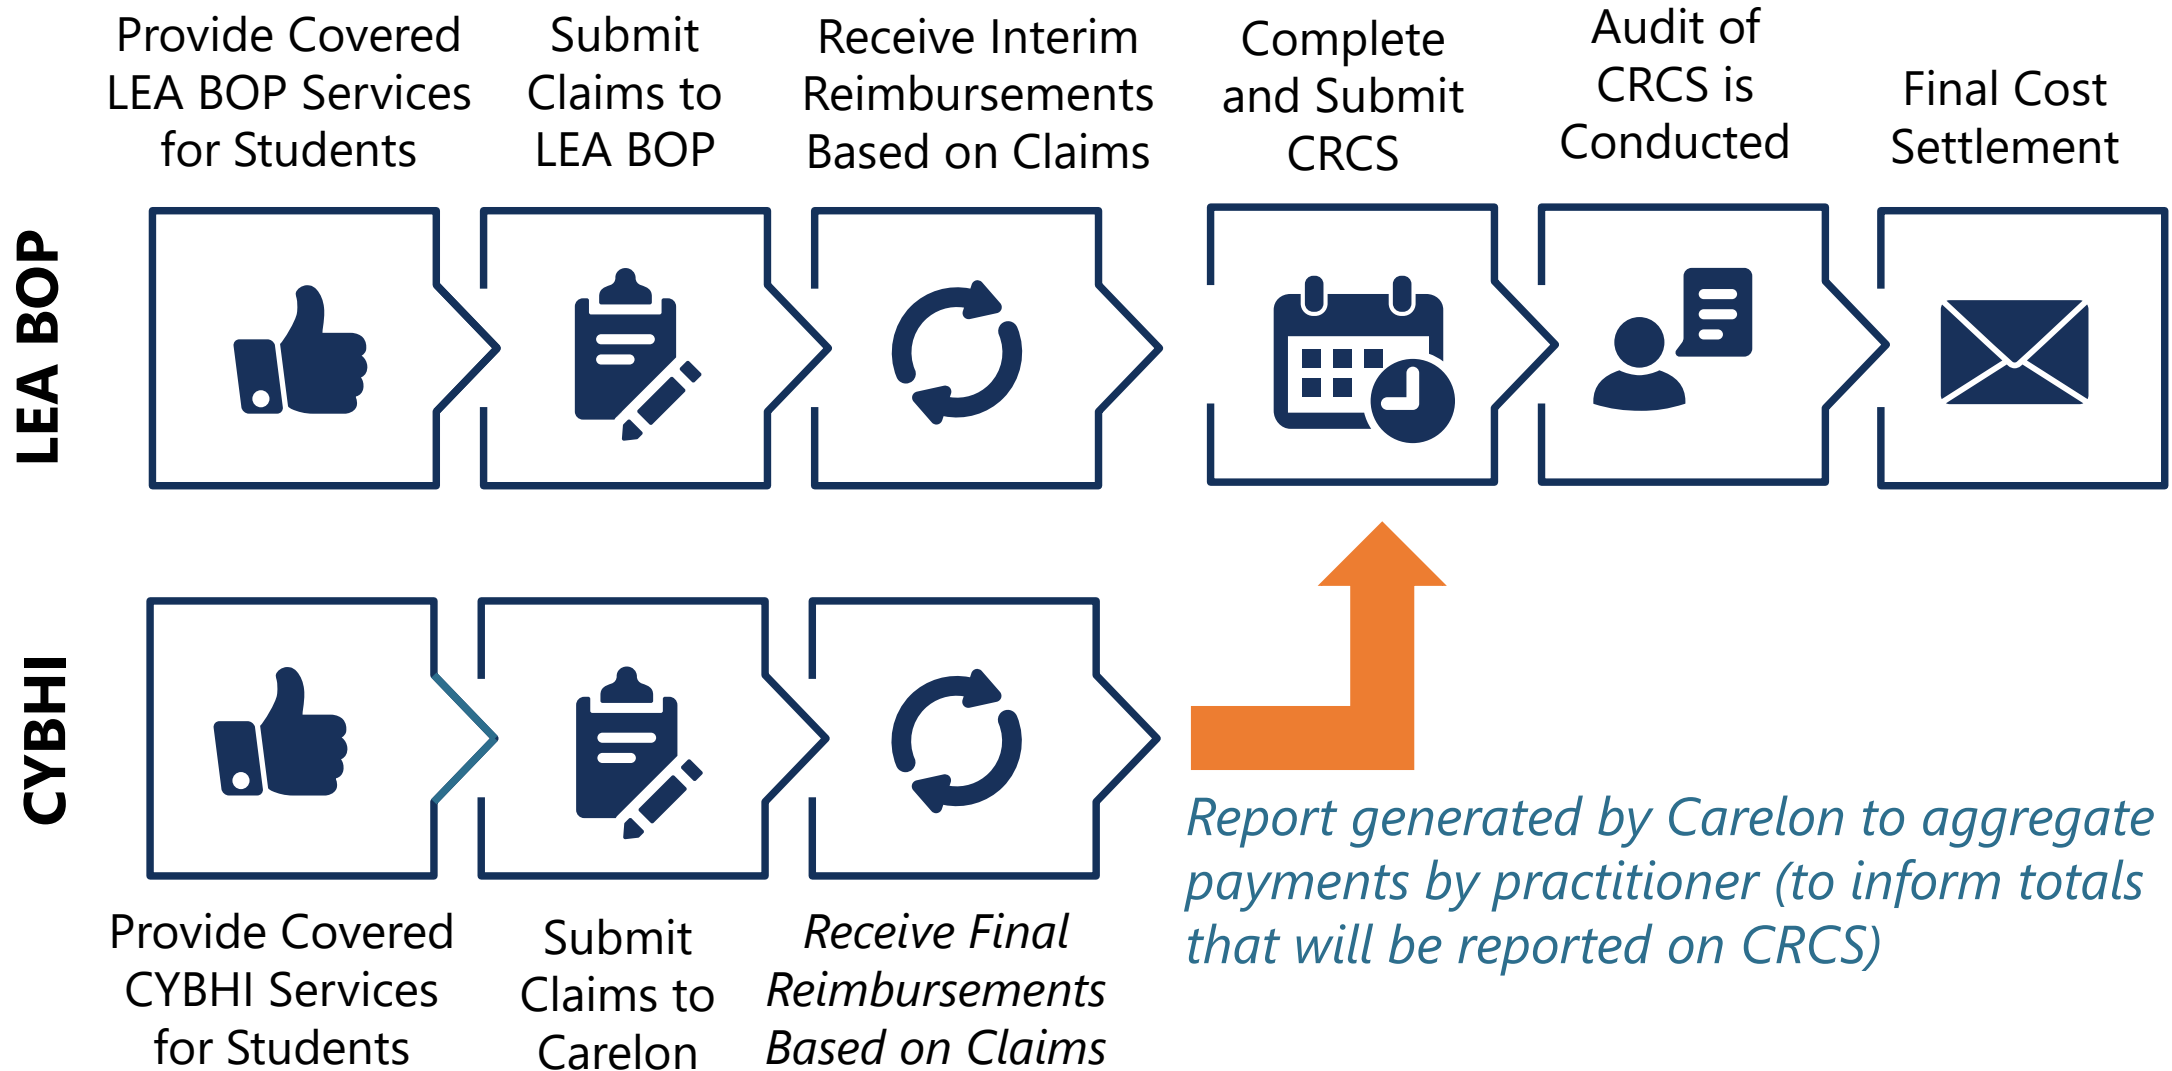 Provide Covered
LEA BOP Services
for Students
Submit
Claims to
LEA BOP
Receive Interim
Reimbursements
Based on Claims
Complete
and Submit
CRCS
Audit of
CRCS is
Conducted
Final Cost
Settlement
LEA BOP
CYBHI
Provide Covered
CYBHI Services
for Students
Submit
Claims to
Carelon
Receive Final
Reimbursements
Based on Claims
Report generated by Carelon to aggregate
payments by practitioner (to inform totals
that will be reported on CRCS)